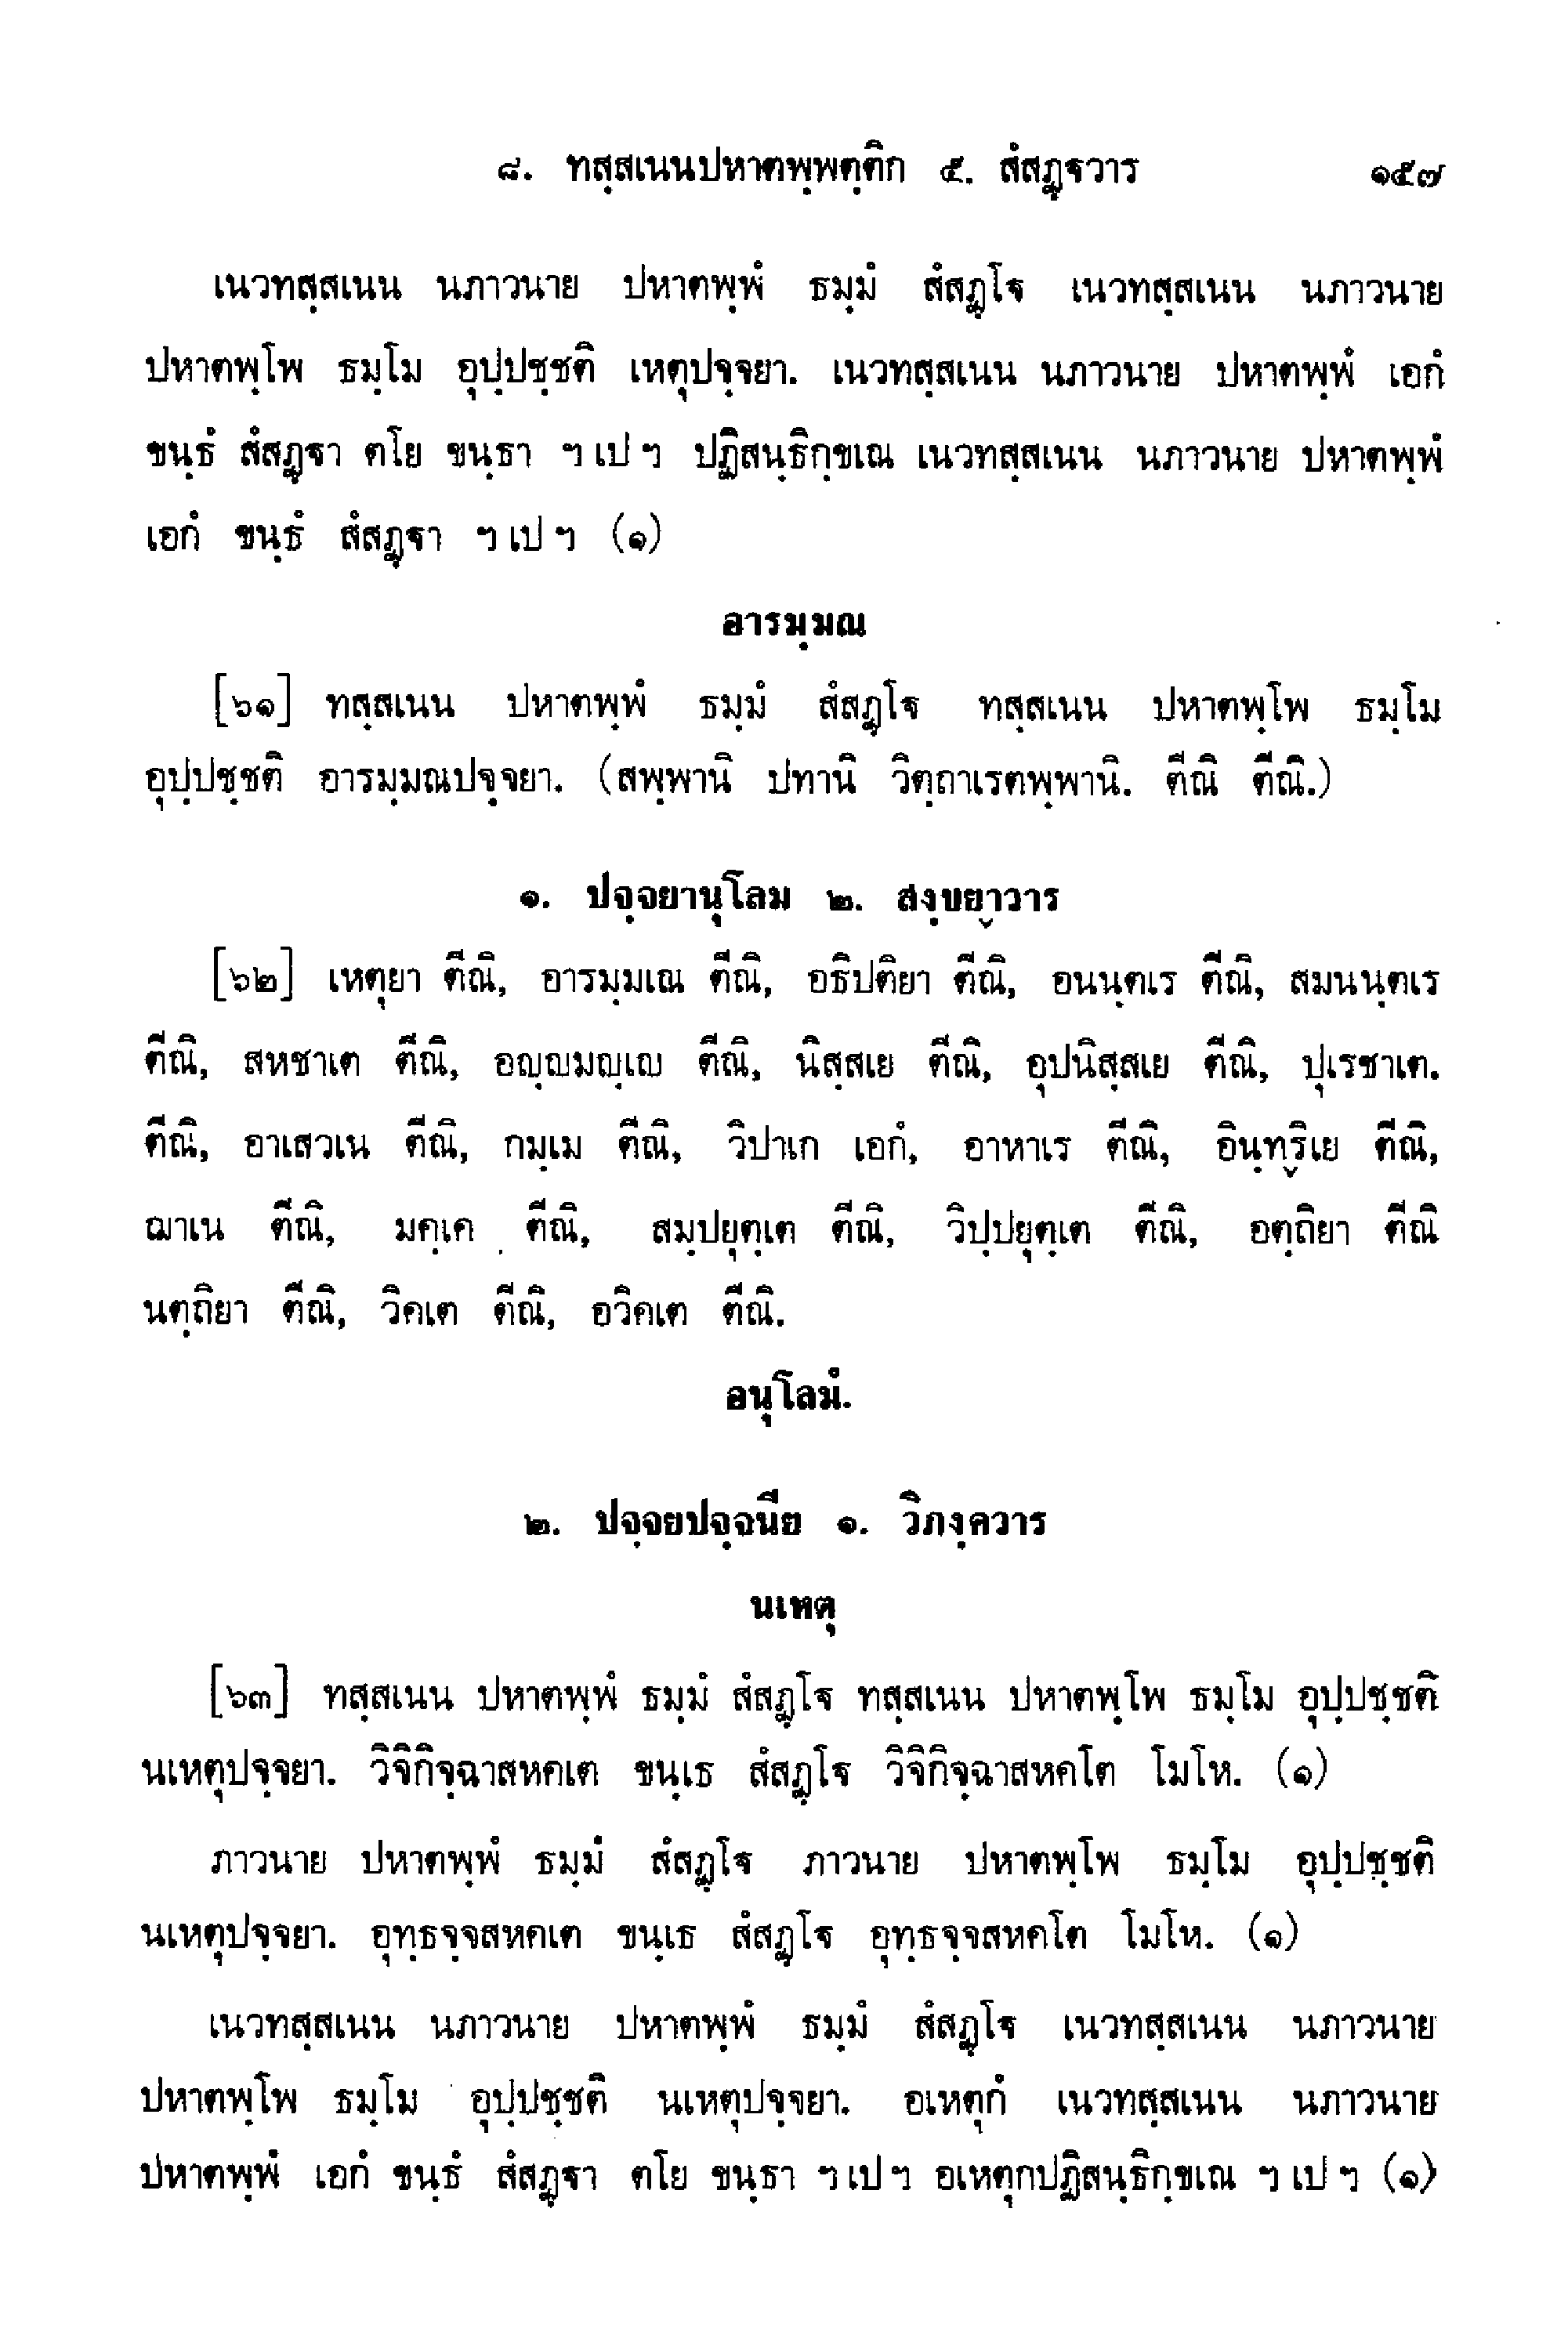 ๘. ทสฺสเนนปหาตพฺพตฺติก ๕. สํสฏฺฐวาร ๑๕๗
เนวทสฺสเนน นภาวนาย ปหาตพฺพํ ธมฺมํ สํสฏฺโฐ เนวทสฺสเนน นภาวนาย
ปหาตพฺโพ ธมฺโม อุปฺปชฺชติ เหตุปจฺจยา. เนวทสฺสเนน นภาวนาย ปหาตพฺพํ เอกํ
ขนฺธํ สํสฏฺฐา ตโย ขนฺธา ฯ เป ฯ ปฏิสนฺธิกฺขเณ เนวทสฺสเนน นภาวนาย ปหาตพฺพํ
เอกํ ขนฺธํ สํสฏฺฐา ฯ เป ฯ (๑)
อารมฺมณ
[๖๑] ทสฺสเนน ปหาตพฺพํ ธมฺมํ สํสฏฺโฐ ทสฺสเนน ปหาตพฺโพ ธมฺโม
อุปฺปชฺชติ อารมฺมณปจฺจยา. (สพฺพานิ ปทานิ วิตฺถาเรตพฺพานิ. ตีณิ ตีณิ.)
๑. ปจฺจยานุโลม ๒. สงฺขฺยาวาร
[๖๒] เหตุยา ตีณิ, อารมฺมเณ ตีณิ, อธิปติยา ตีณิ, อนนฺตเร ตีณิ, สมนนฺตเร
ตีณิ, สหชาเต ตีณิ, อญฺญมญฺเญ ตีณิ, นิสฺสเย ตีณิ, อุปนิสฺสเย ตีณิ, ปุเรชาเต.
ตีณิ, อาเสวเน ตีณิ, กมฺเม ตีณิ, วิปาเก เอกํ, อาหาเร ตีณิ, อินฺทฺริเย ตีณิ,
ฌาเน ตีณิ, มคฺเค ตีณิ, สมฺปยุตฺเต ตีณิ, วิปฺปยุตฺเต ตีณิ, อตฺถิยา ตีณิ
นตฺถิยา ตีณิ, วิคเต ตีณิ, อวิคเต ตีณิ.
อนุโลมํ.
๒. ปจฺจยปจฺจนีย ๑. วิภงฺควาร
นเหตุ
[๖๓] ทสฺสเนน ปหาตพฺพํ ธมฺมํ สํสฏฺโฐ ทสฺสเนน ปหาตพฺโพ ธมฺโม อุปฺปชฺชติ
นเหตุปจฺจยา. วิจิกิจฺฉาสหคเต ขนฺเธ สํสฏฺโฐ วิจิกิจฺฉาสหคโต โมโห. (๑)
ภาวนาย ปหาตพฺพํ ธมฺมํ สํสฏฺโฐ ภาวนาย ปหาตพฺโพ ธมฺโม อุปฺปชฺชติ
นเหตุปจฺจยา. อุทฺธจฺจสหคเต ขนฺเธ สํสฏฺโฐ อุทฺธจฺจสหคโต โมโห. (๑)
เนวทสฺสเนน นภาวนาย ปหาตพฺพํ ธมฺมํ สํสฏฺโฐ เนวทสฺสเนน นภาวนาย
ปหาตพฺโพ ธมฺโม อุปฺปชฺชติ นเหตุปจฺจยา. อเหตุกํ เนวทสฺสเนน นภาวนาย
ปหาตพฺพํ เอกํ ขนฺธํ สํสฏฺฐา ตโย ขนฺธา ฯ เป ฯ อเหตุกปฏิสนฺธิกฺขเณ ฯ เป ฯ (๑)